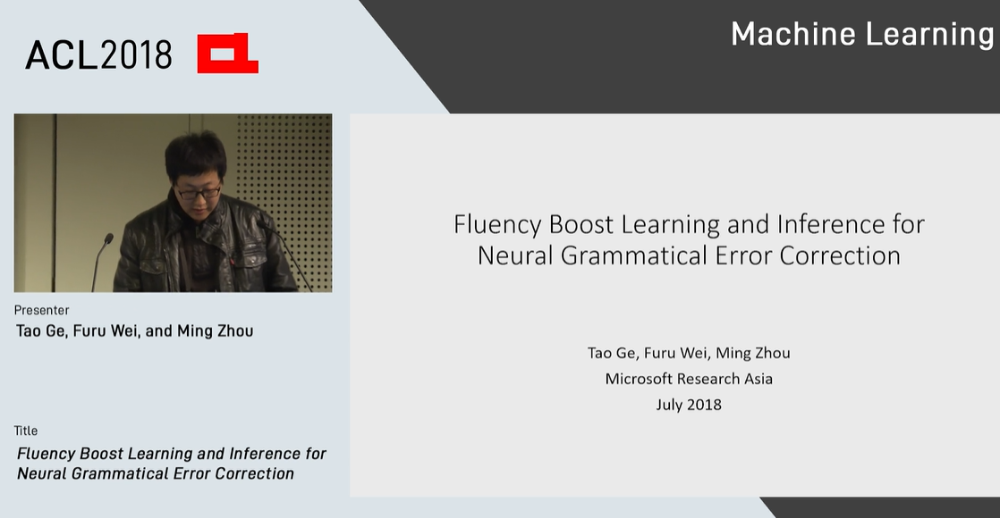 ACL2018
Machine Learning
Fluency Boost Learning and Inference for
Neural Grammatical Error Correction
Tao Ge, Furu Wei, Ming Zhou
Microsoft Research Asia
July 2018
Presenter
Tao Ge, Furu Wei, and Ming Zhou
Title
Fluency Boost Learning and Inference for
Neural Grammatical Error Correction